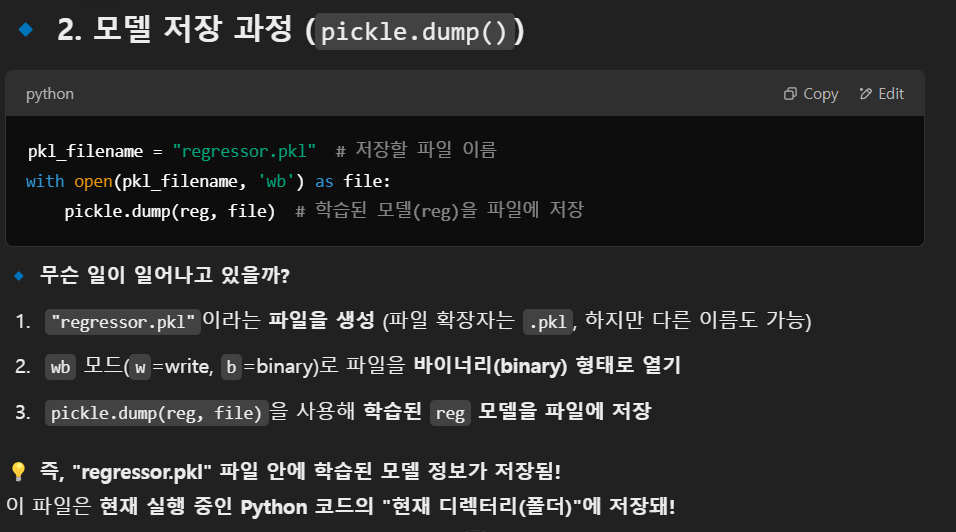 🔹 2. 모델 저장 과정 (pickle.dump())
python Copy Edit
pkl_filename = "regressor.pkl"  # 저장할 파일 이름
with open(pkl_filename, 'wb') as file:
    pickle.dump(reg, file)  # 학습된 모델(reg)을 파일에 저장
🔹 무슨 일이 일어나고 있을까?
1. "regressor.pkl"이라는 파일을 생성 (파일 확장자는 .pkl, 하지만 다른 이름도 가능)
2. wb 모드(w=write, b=binary)로 파일을 바이너리(binary) 형태로 열기
3. pickle.dump(reg, file)을 사용해 학습된 reg 모델을 파일에 저장
💡 즉, "regressor.pkl" 파일 안에 학습된 모델 정보가 저장됨!
이 파일은 현재 실행 중인 Python 코드의 "현재 디렉터리(폴더)"에 저장돼!